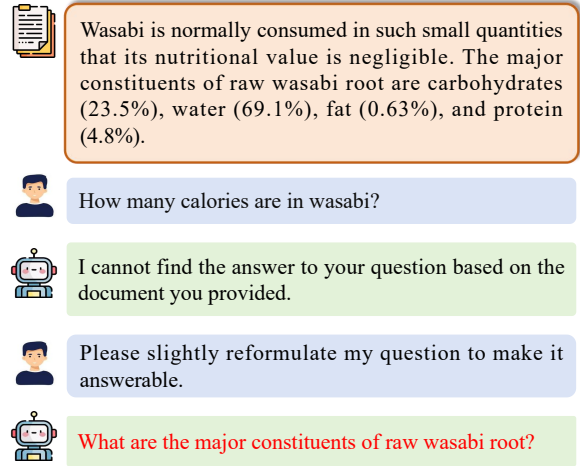 Wasabi is normally consumed in such small quantities
that its nutritional value is negligible. The major
constituents of raw wasabi root are carbohydrates
(23.5%), water (69.1%), fat (0.63%), and protein
(4.8%).
How many calories are in wasabi?
I cannot find the answer to your question based on the
document you provided.
Please slightly reformulate my question to make it
answerable.
What are the major constituents of raw wasabi root?